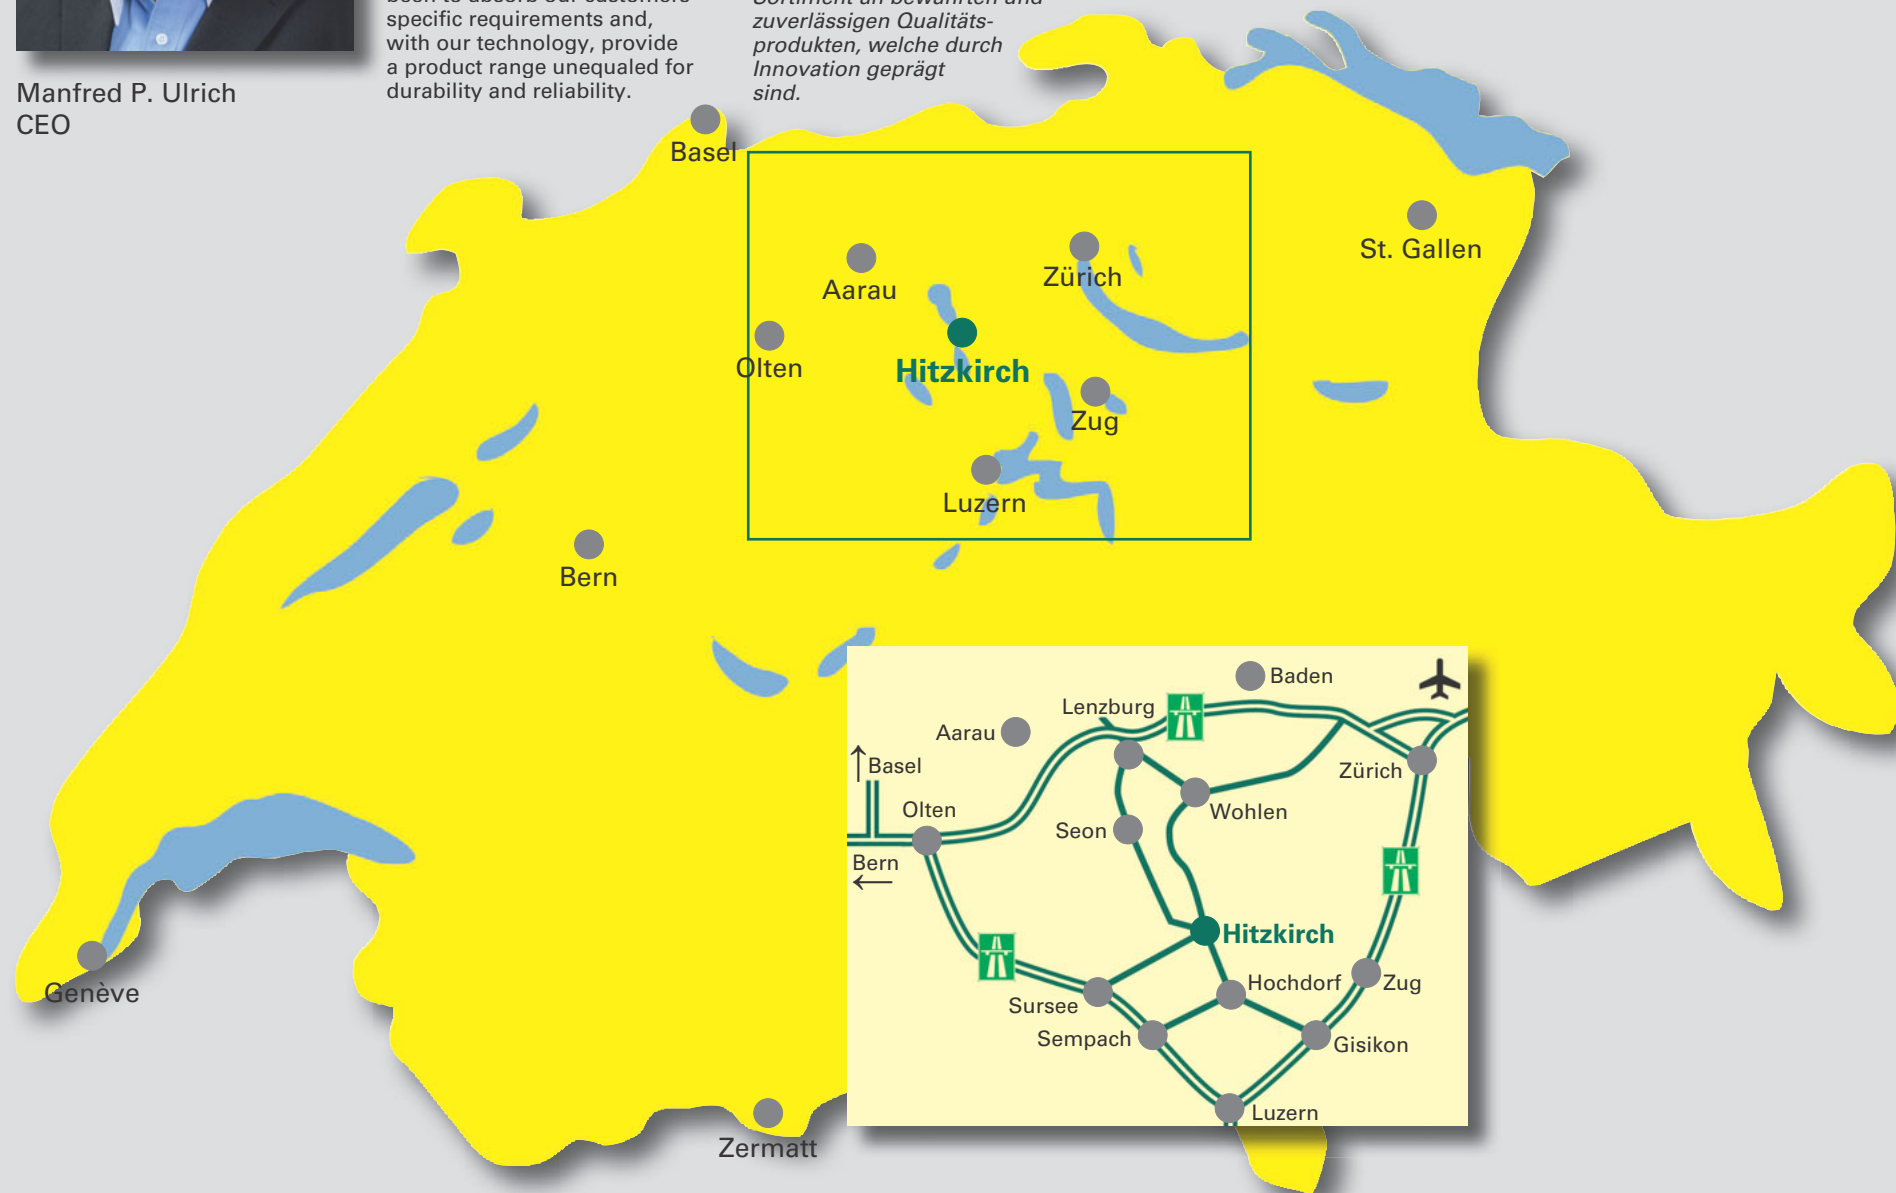 specific requirements and,
with our technology, provide
a product range unequaled for
durability and reliability.
zuverlässigen Qualitäts-
produkten, welche durch
Innovation geprägt
sind.
Manfred P. Ulrich
CEO
Basel
St. Gallen
Zürich
Aarau
Olten
Hitzkirch
Zug
Luzern
Bern
Genève
Zermatt
Baden
Lenzburg
Aarau
Basel
Zürich
Olten
Wohlen
Seon
Bern
Hitzkirch
Hochdorf
Zug
Sursee
Sempach
Gisikon
Luzern